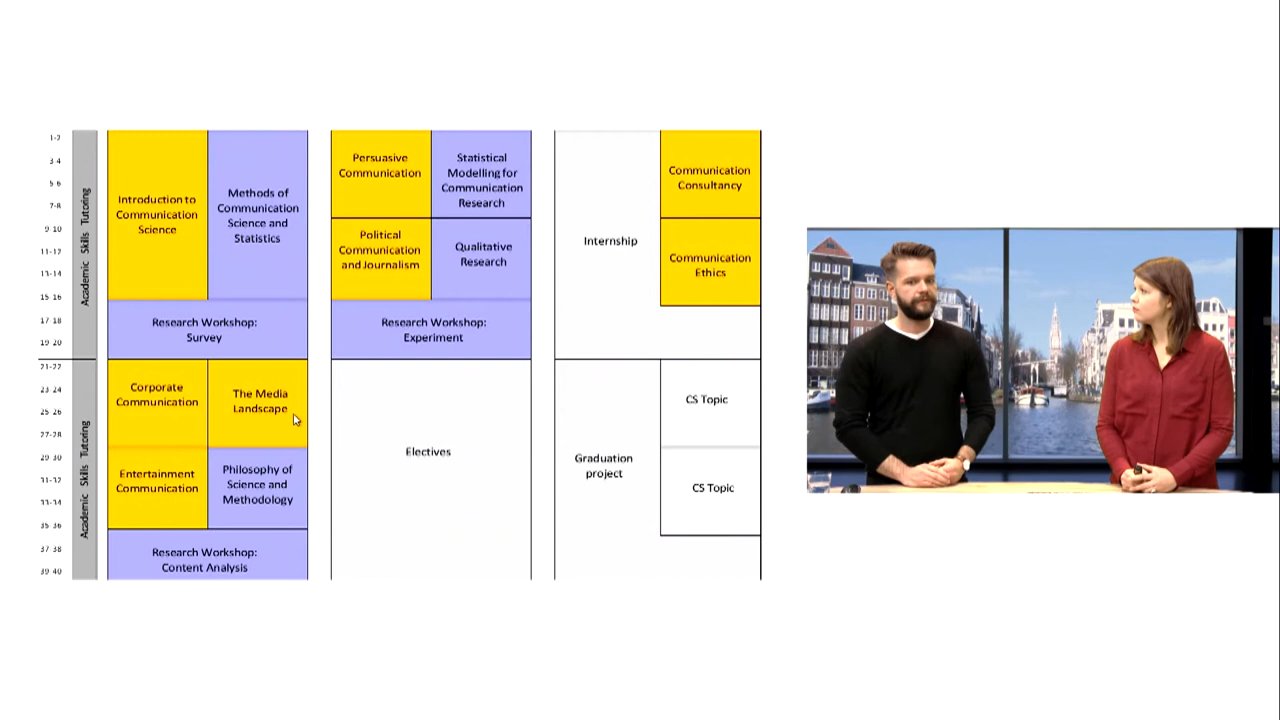 1-2
3 4
5 6
7-8
9 10
11-12
13-14
15 16
17 18
19 20
21-22
23-24
25-26
27-28
29 30
35 36
37-38
39 40
Academic Skills Tutoring
Academic Skills Tutoring
Introduction to
Communication
Science
Methods of
Communication
Science and
Statistics
Research Workshop:
Survey
Corporate
Communication
The Media
Landscape
Entertainment
Communication
Philosophy of
Science and
Methodology
Research Workshop:
Content Analysis
Persuasive
Communication
Statistical
Modelling for
Communication
Research
Political
Communication
and Journalism
Qualitative
Research
Research Workshop:
Experiment
Electives
Internship
Communication
Consultancy
Communication
Ethics
Graduation
project
CS Topic
CS Topic